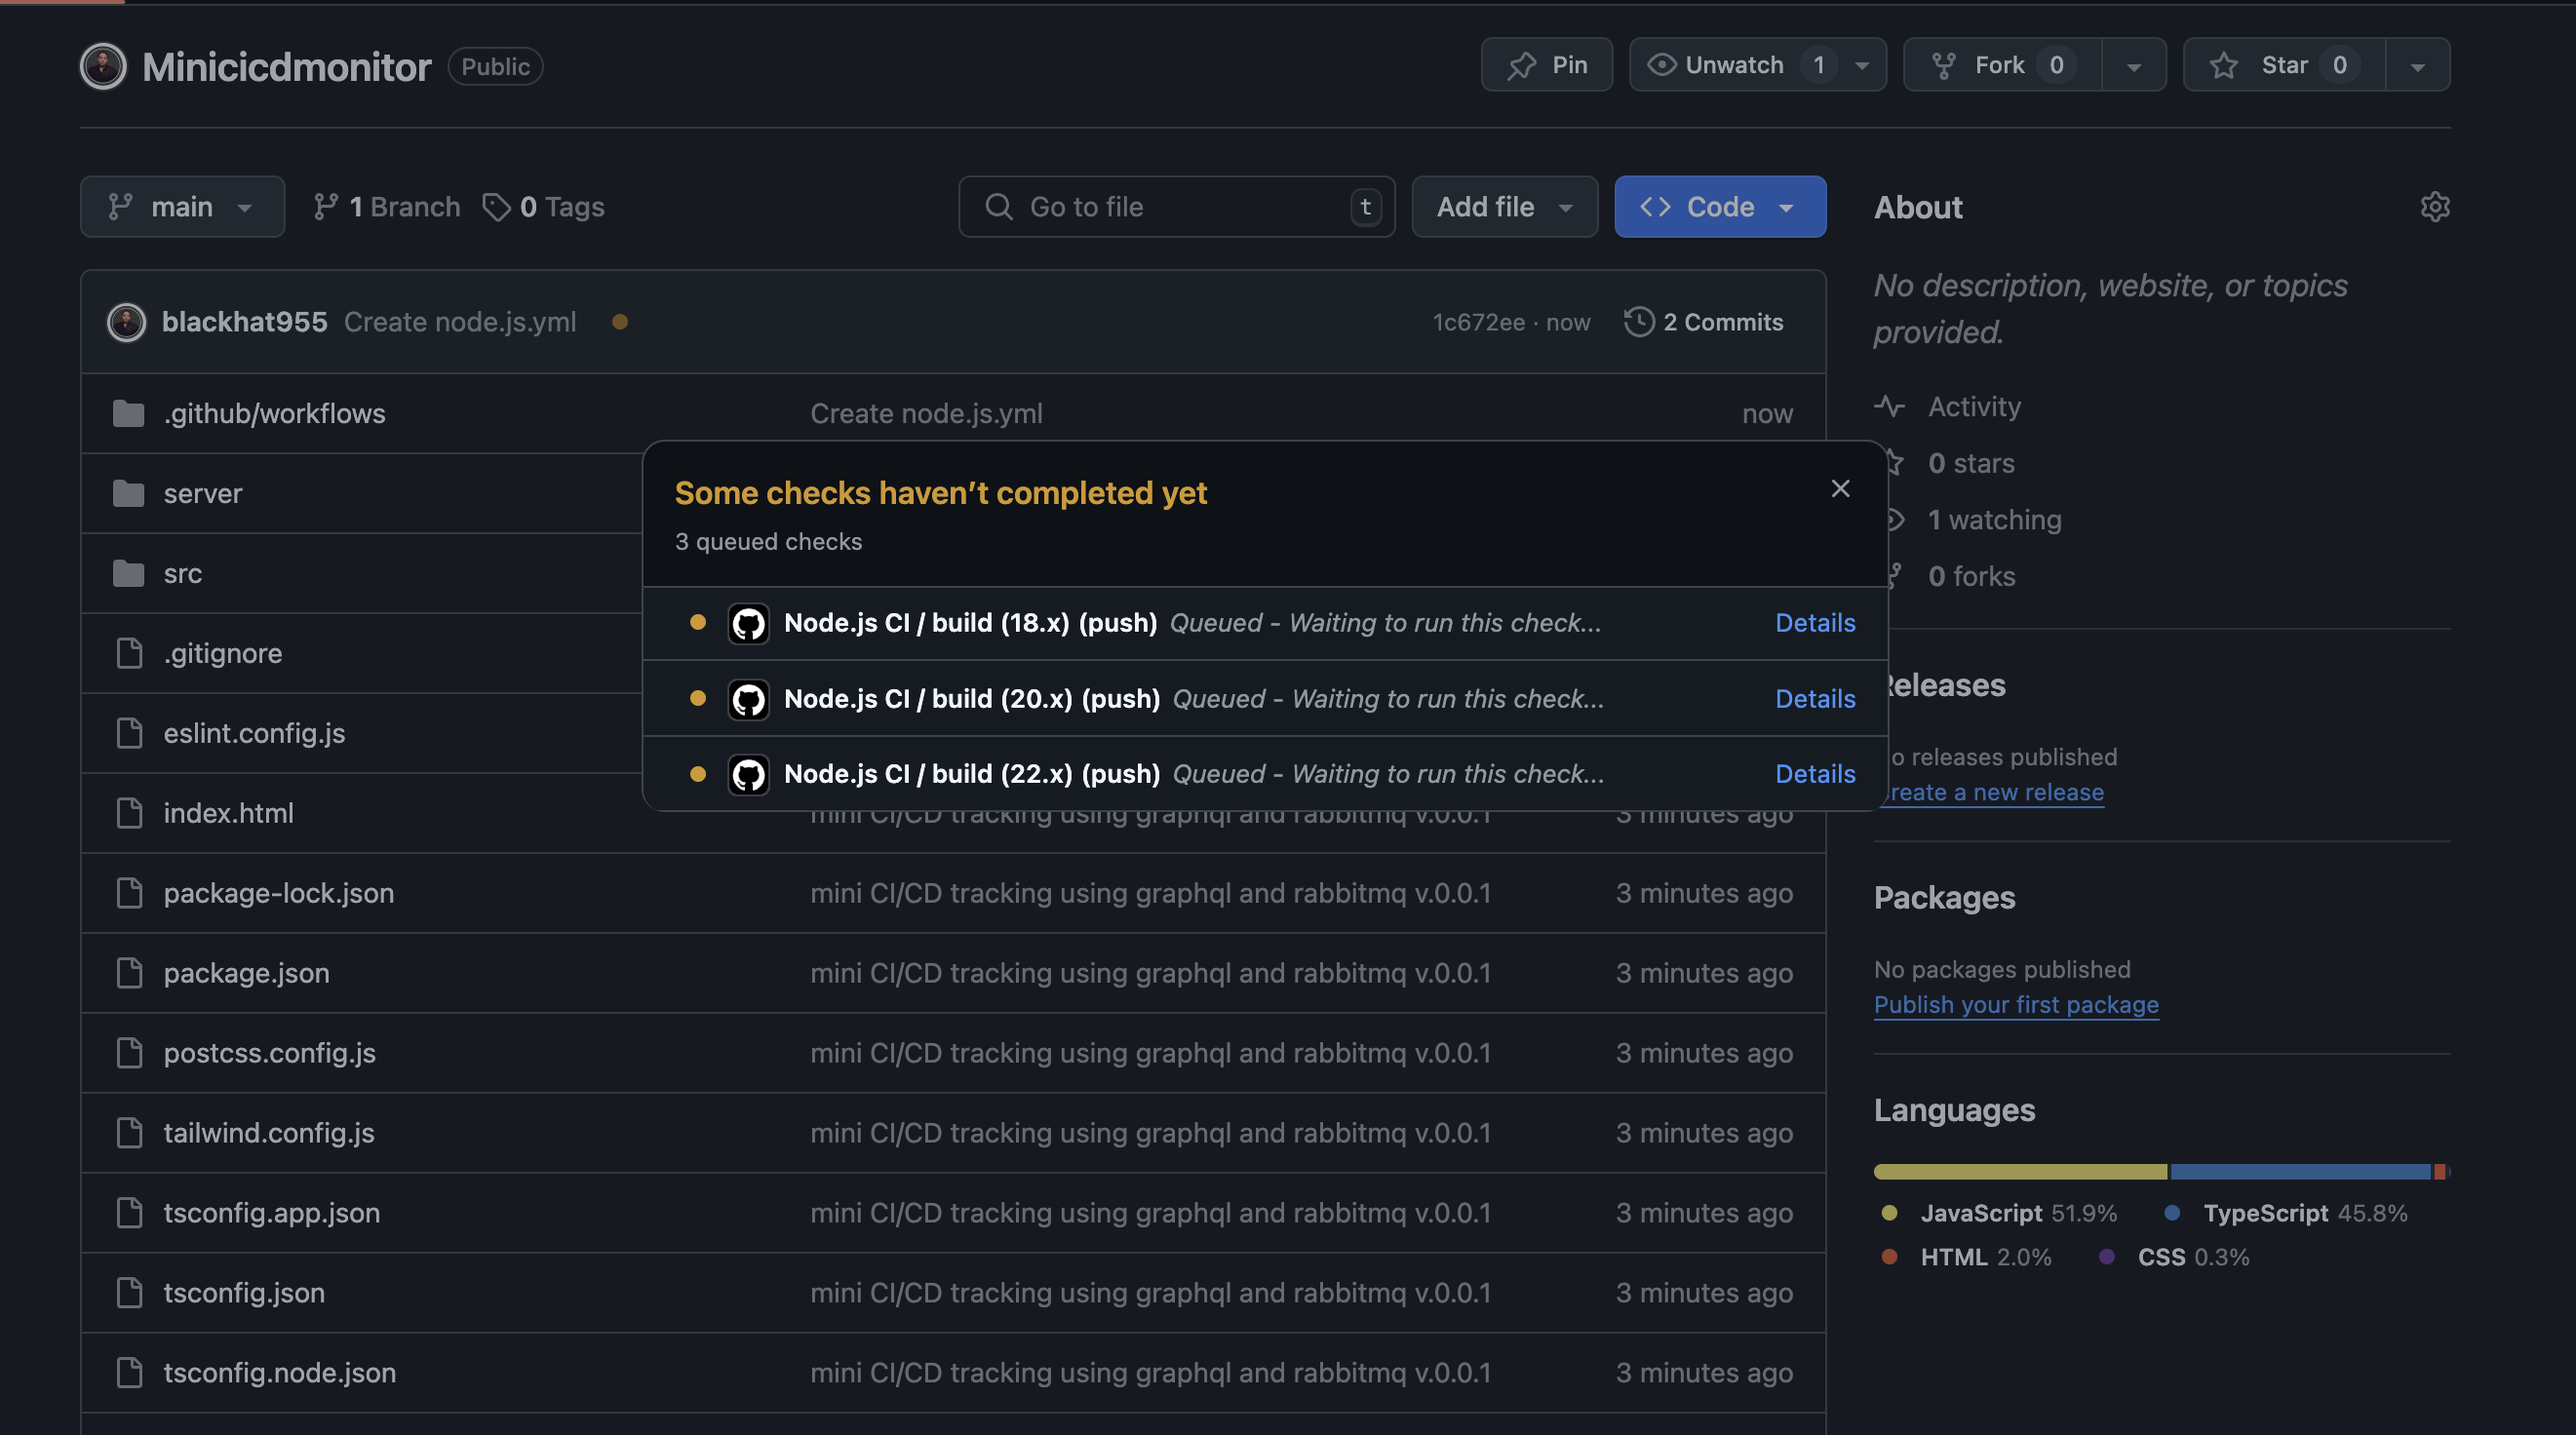 Minicicdmonitor Public
Pin
Unwatch 1
Fork 0
Star 0
main
1 Branch
0 Tags
Go to file t
Add file
Code
blackhat955 Create node.js.yml
1c672ee · now
2 Commits
.github/workflows Create node.js.yml now
server
src
.gitignore
eslint.config.js
index.html mini CI/CD tracking using graphql and rabbitmq v.0.0.1 3 minutes ago
package-lock.json mini CI/CD tracking using graphql and rabbitmq v.0.0.1 3 minutes ago
package.json mini CI/CD tracking using graphql and rabbitmq v.0.0.1 3 minutes ago
postcss.config.js mini CI/CD tracking using graphql and rabbitmq v.0.0.1 3 minutes ago
tailwind.config.js mini CI/CD tracking using graphql and rabbitmq v.0.0.1 3 minutes ago
tsconfig.app.json mini CI/CD tracking using graphql and rabbitmq v.0.0.1 3 minutes ago
tsconfig.json mini CI/CD tracking using graphql and rabbitmq v.0.0.1 3 minutes ago
tsconfig.node.json mini CI/CD tracking using graphql and rabbitmq v.0.0.1 3 minutes ago
Some checks haven’t completed yet
3 queued checks
Node.js CI / build (18.x) (push) Queued - Waiting to run this check... Details
Node.js CI / build (20.x) (push) Queued - Waiting to run this check... Details
Node.js CI / build (22.x) (push) Queued - Waiting to run this check... Details
About
No description, website, or topics
provided.
Activity
0 stars
1 watching
0 forks
Releases
o releases published
reate a new release
Packages
No packages published
Publish your first package
Languages
JavaScript 51.9%
TypeScript 45.8%
HTML 2.0%
CSS 0.3%